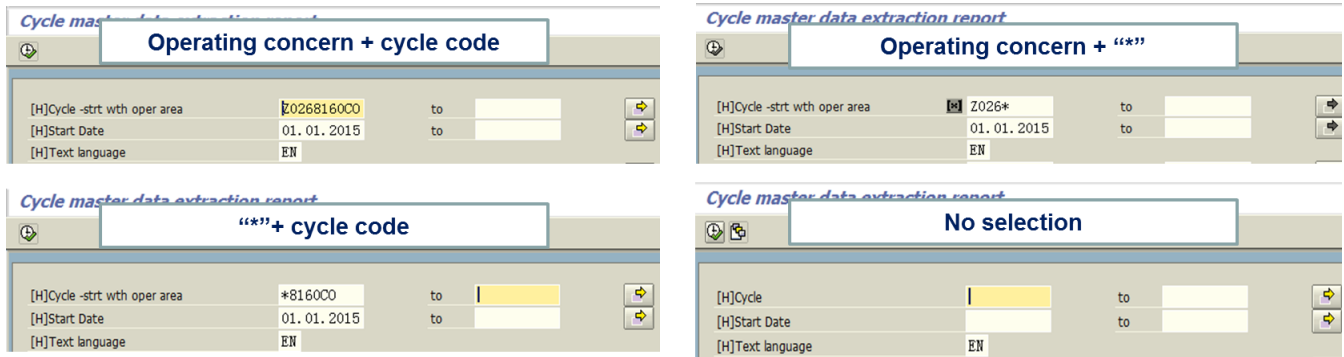 Cycle master data extraction report
Operating concern + cycle code
[H]Cycle -strt wth oper area Z0268160CO to
[H]Start Date 01.01.2015 to
[H]Text language EN
Cycle master data extraction report
Operating concern + “*”
[H]Cycle -strt wth oper area Z026* to
[H]Start Date 01.01.2015 to
[H]Text language EN
Cycle master data extraction report
“*”+ cycle code
[H]Cycle -strt wth oper area *8160CO to
[H]Start Date 01.01.2015 to
[H]Text language EN
Cycle master data extraction report
No selection
[H]Cycle to
[H]Start Date to
[H]Text language EN